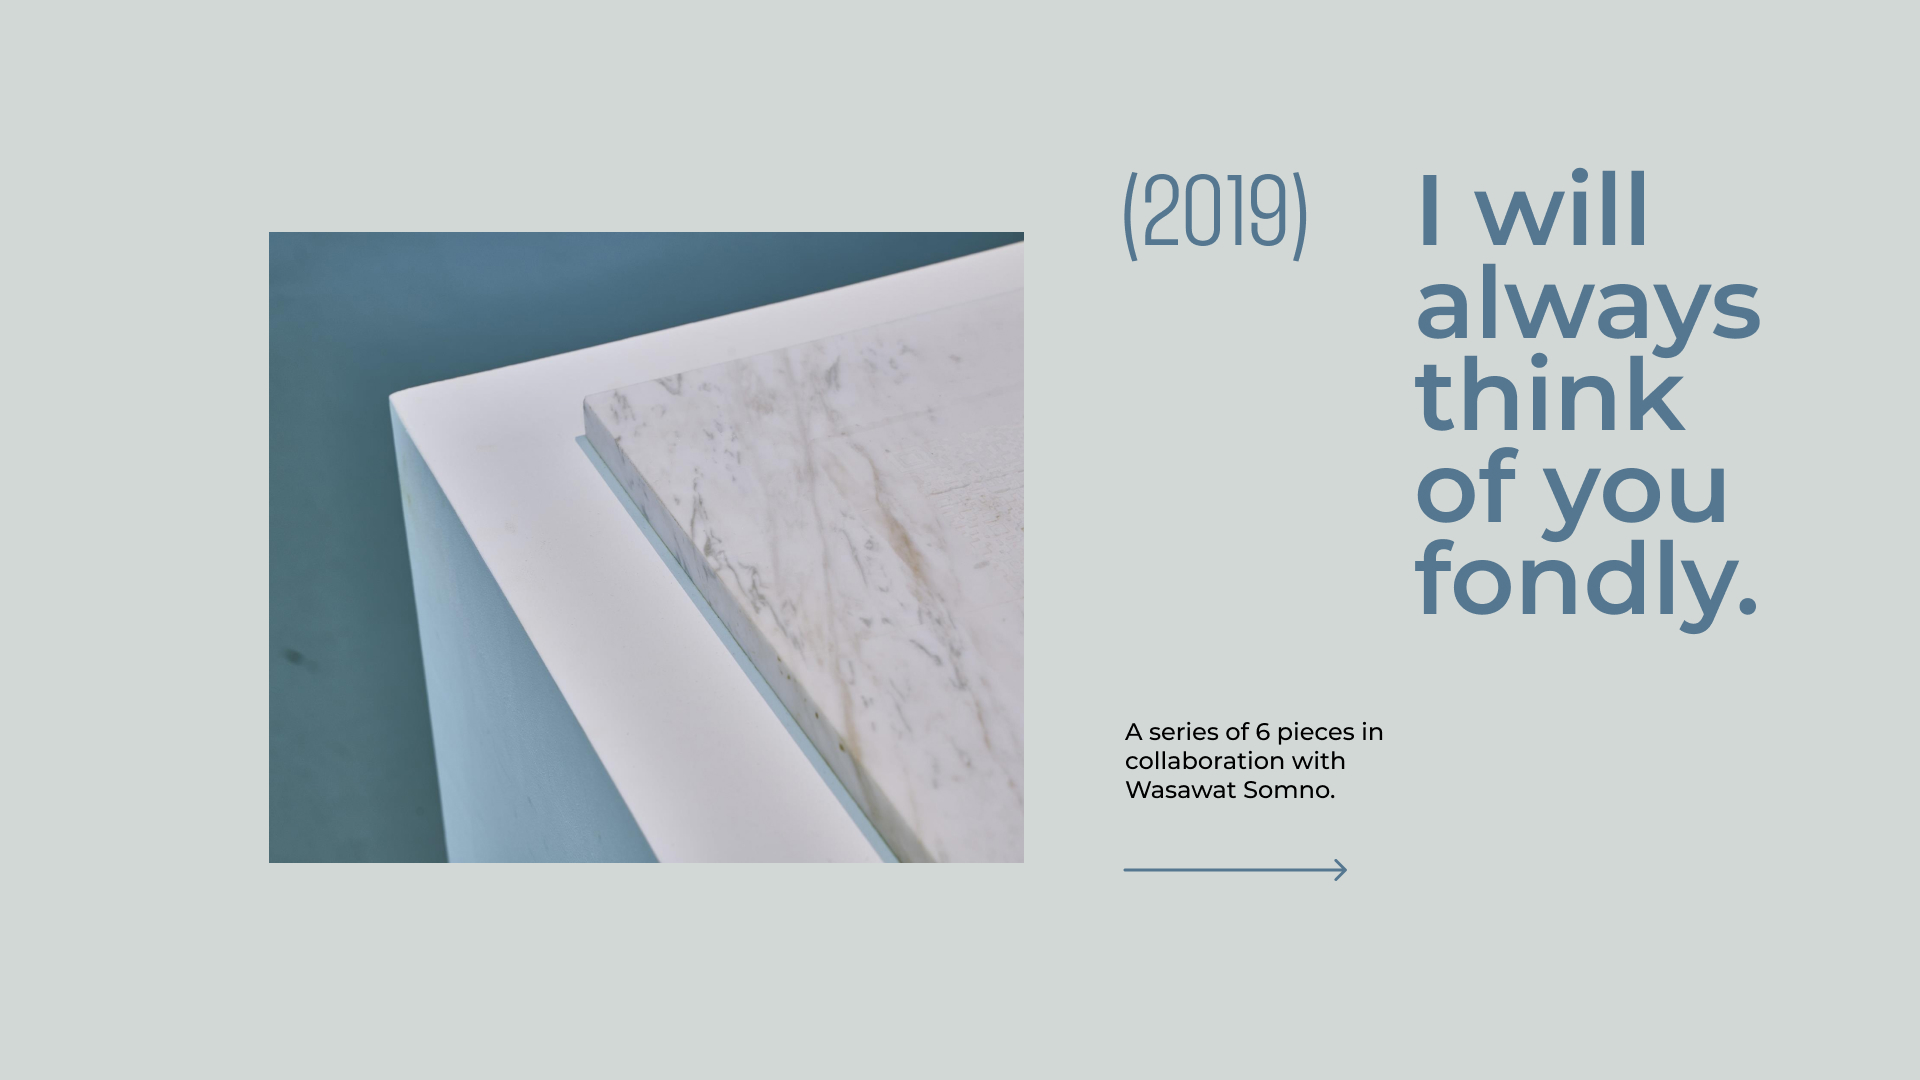 (2019)
I will
always
think
of you
fondly.
A series of 6 pieces in
collaboration with
Wasawat Somno.